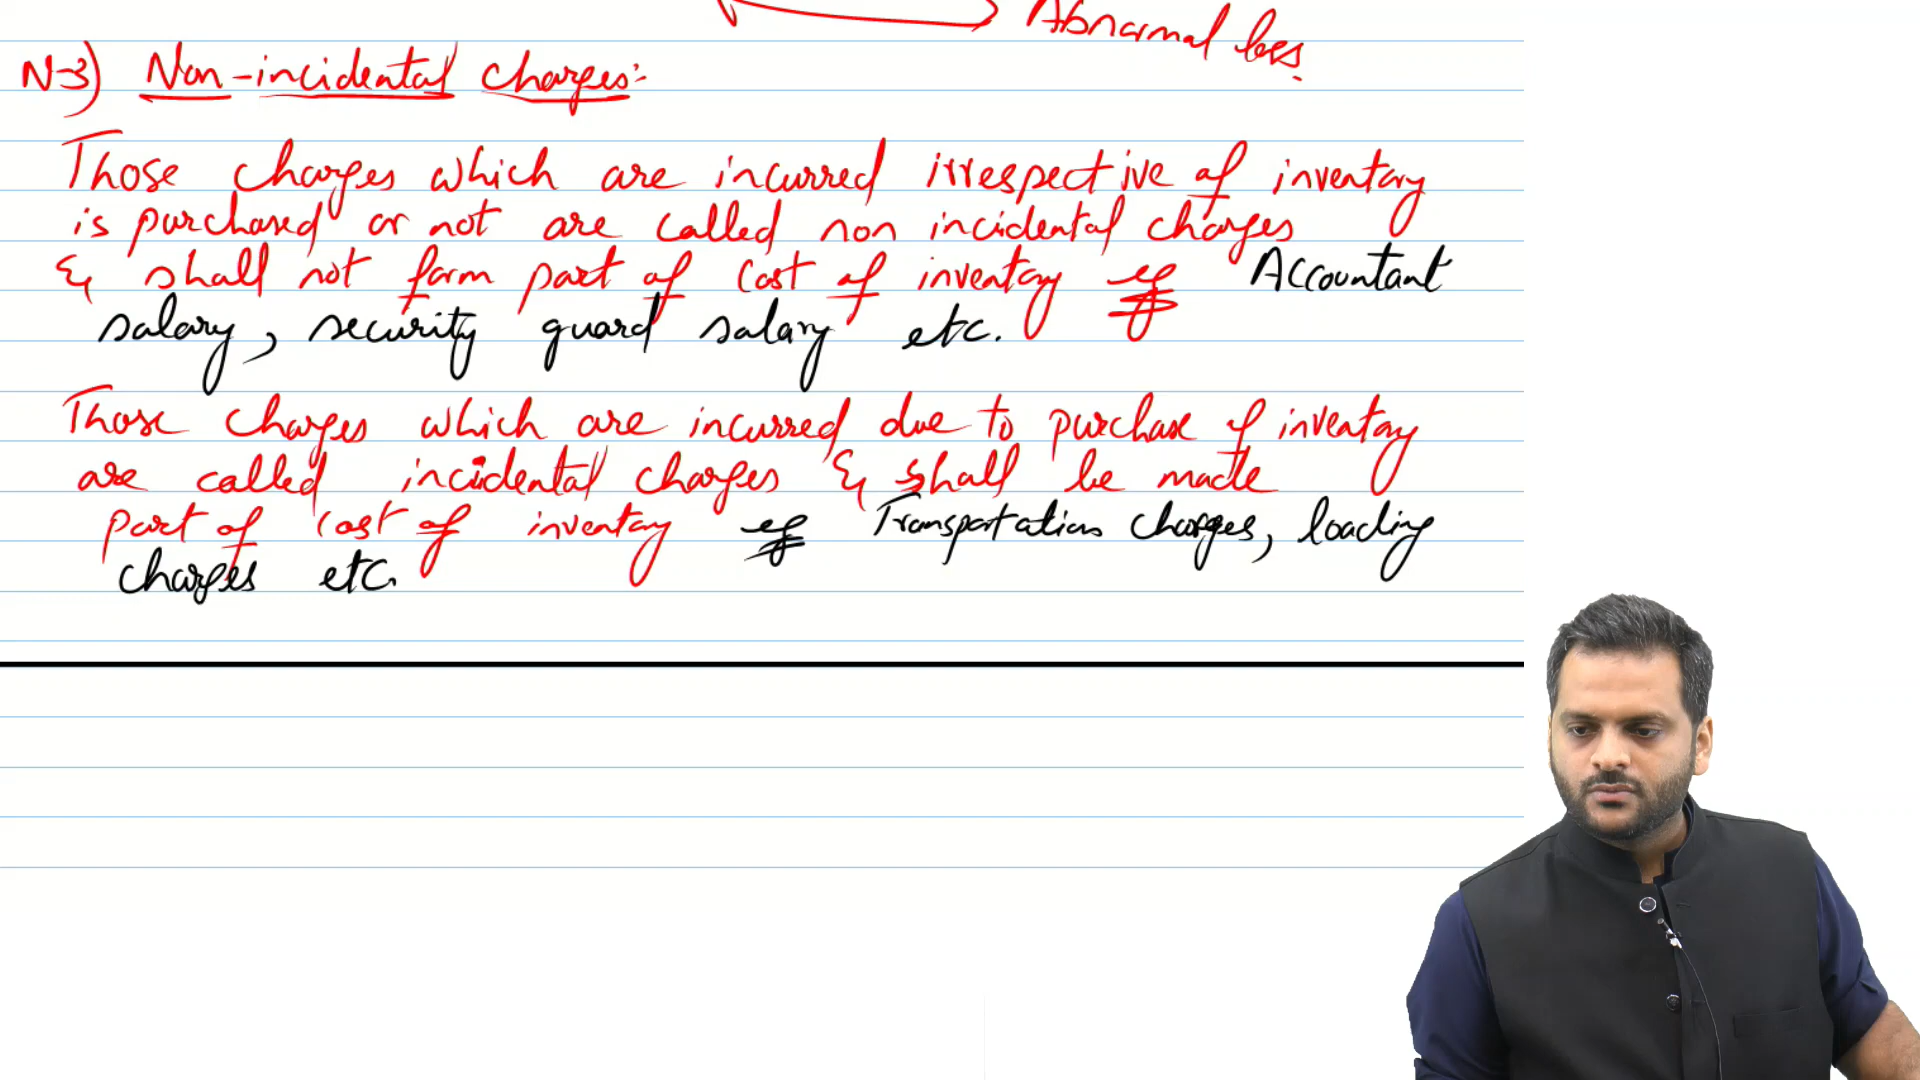 Abnormal loss.
N-3) Non-incidental Charges:-
Those charges which are incurred irrespective of inventory
is purchased or not are called non incidental charges
& shall not form part of cost of inventory eg Accountant
salary, security guard salary etc.
Those charges which are incurred due to purchase of inventory
are called incidental charges & shall be made
part of cost of inventory eg Transportation charges, loading
charges etc.